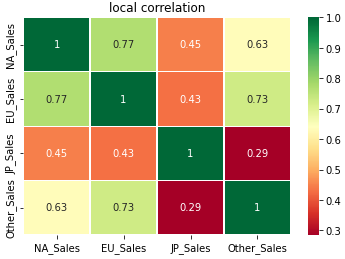 local correlation
NA_Sales 1 0.77 0.45 0.63
EU_Sales 0.77 1 0.43 0.73
JP_Sales 0.45 0.43 1 0.29
Other_Sales 0.63 0.73 0.29 1
NA_Sales EU_Sales JP_Sales Other_Sales
1.0
0.9
0.8
0.7
0.6
0.5
0.4
0.3